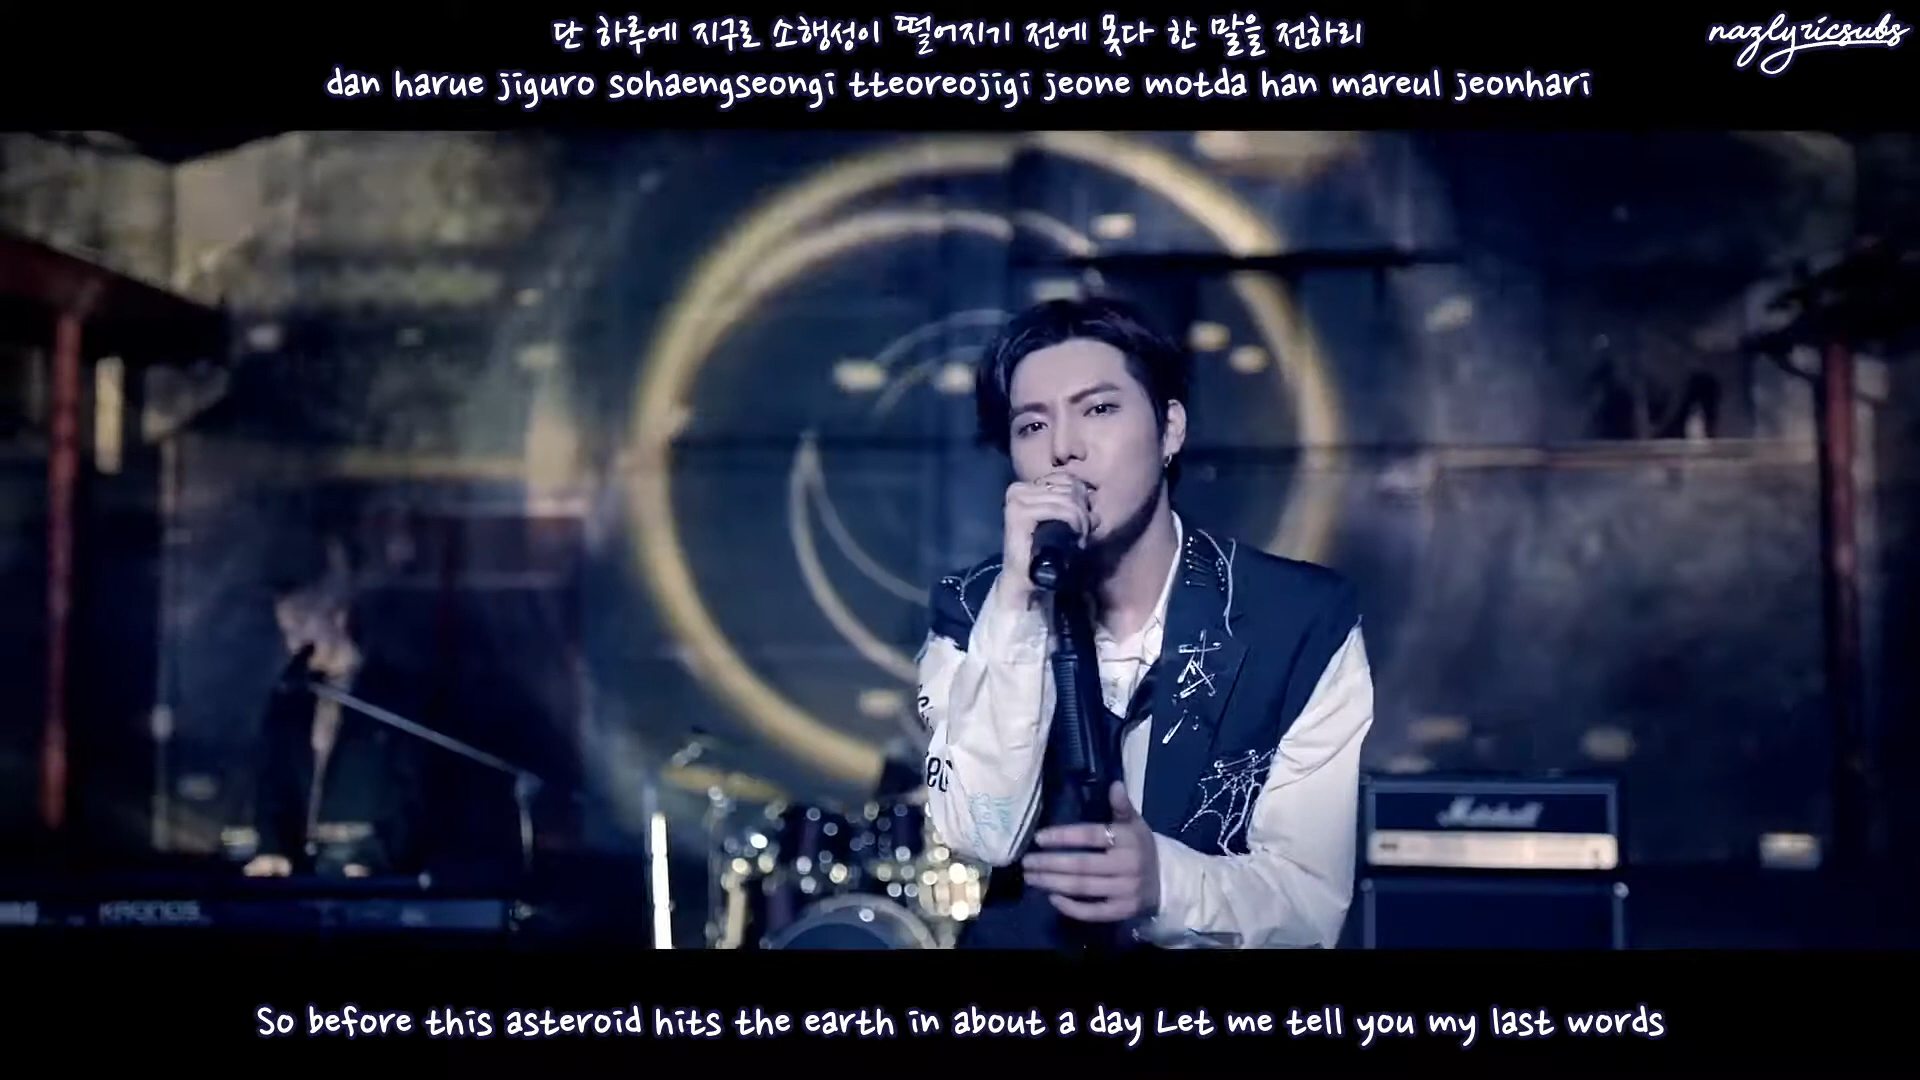 단 하루에 지구로 소행성이 떨어지기 전에 못다 한 말을 전하리
nazlyricsubs
dan harue jiguro sohaengseongi tteoreojigi jeone motda han mareul jeonhari
Marshall
KRONOS
So before this asteroid hits the earth in about a day Let me tell you my last words